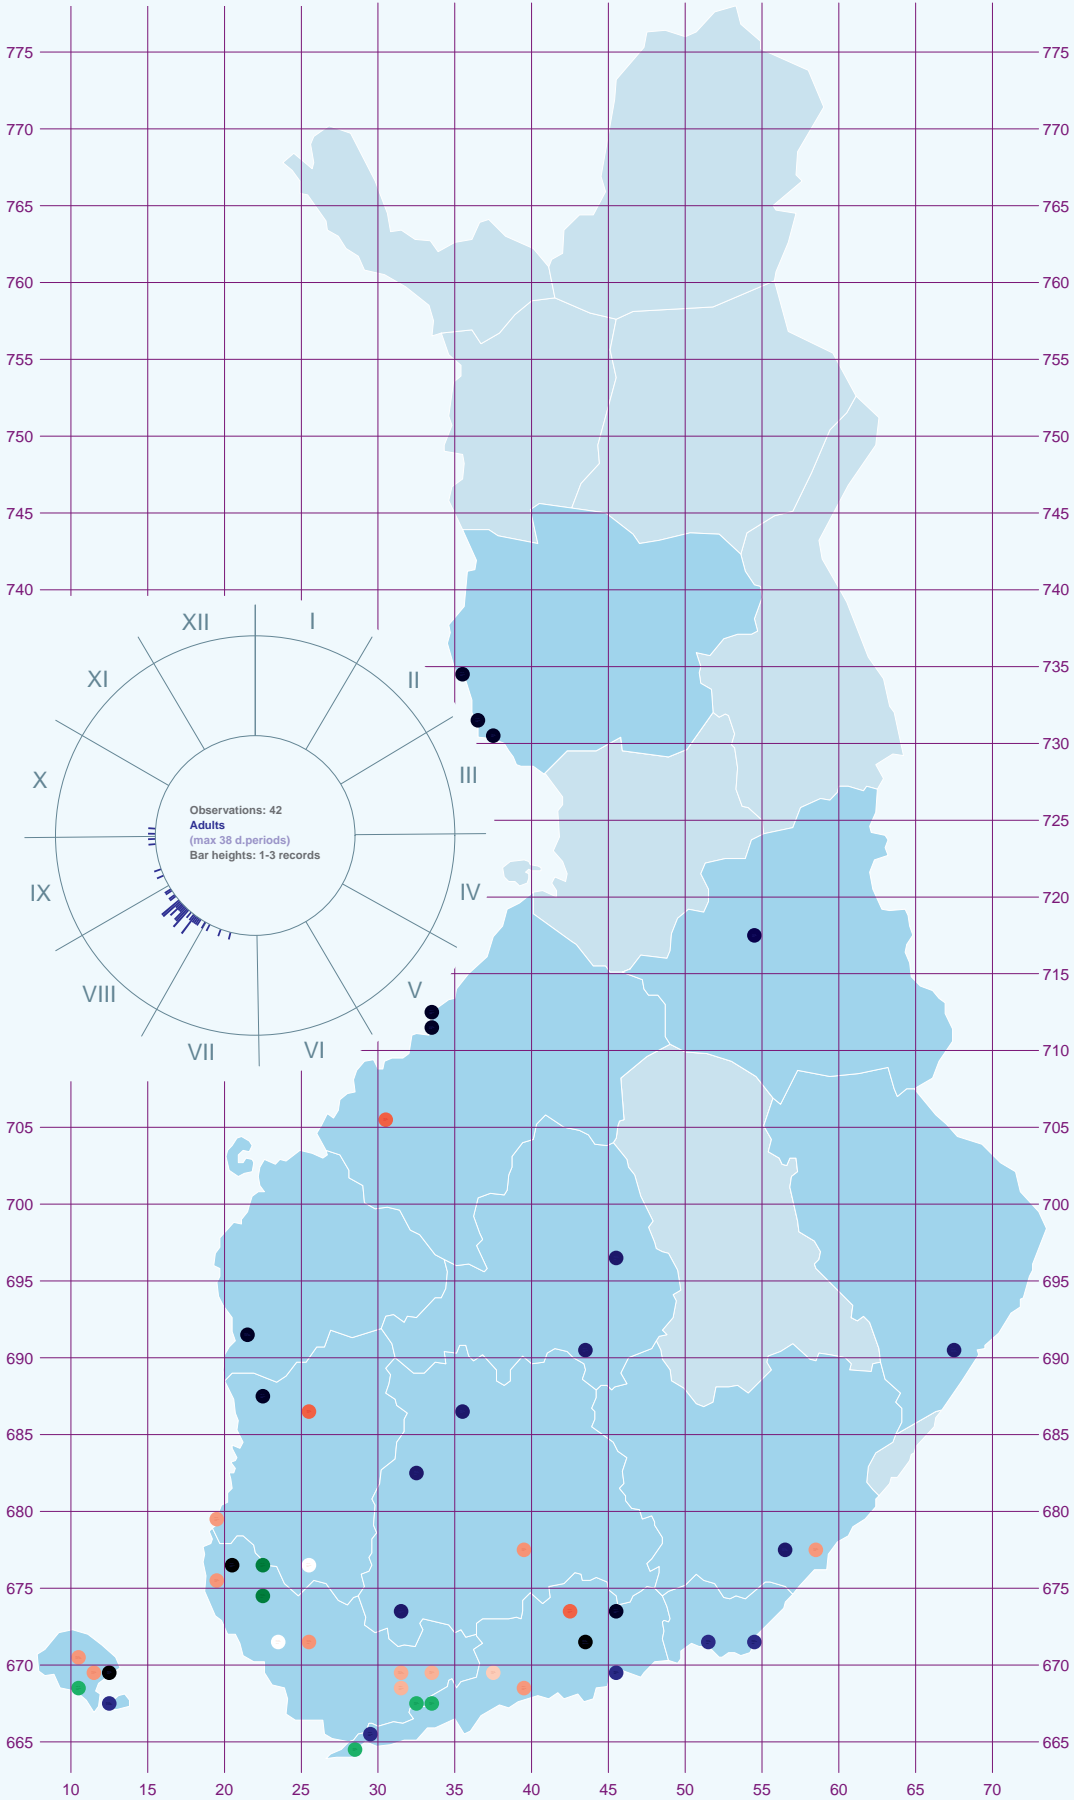 775 775
770 770
765 765
760 760
755 755
750 750
745 745
740 740
XII I
XI II
735
730
X III
Observations: 42
Adults
(max 38 d.periods)
Bar heights: 1-3 records
725
IX IV
720
715
VIII V
VII VI
710
705 705
700 700
695 695
690 690
685 685
680 680
675 675
670 670
665 665
10 15 20 25 30 35 40 45 50 55 60 65 70